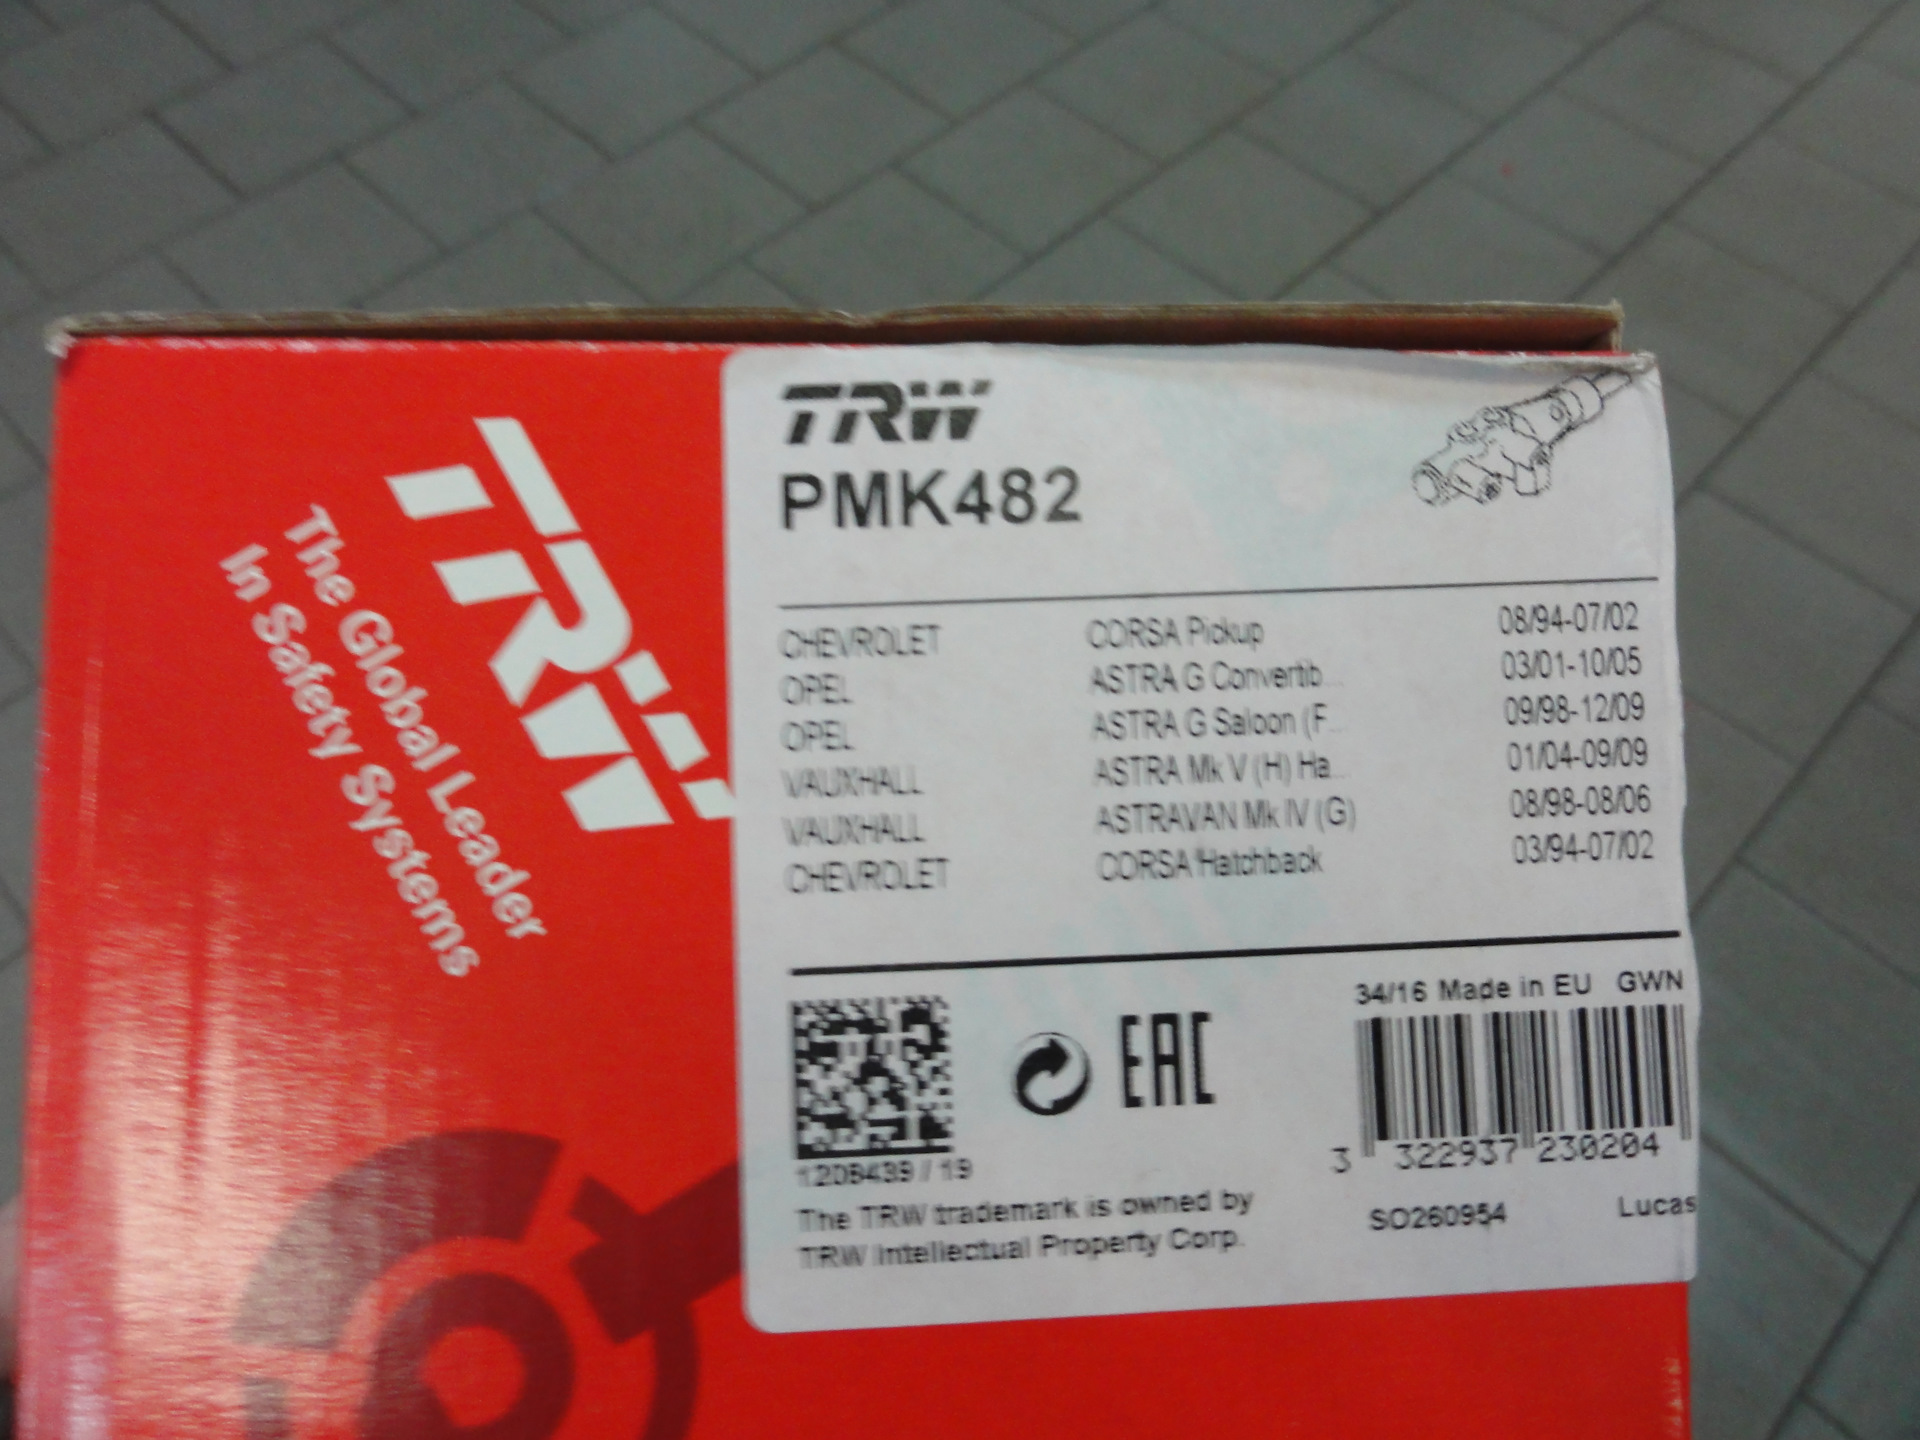 TRW
The Global Leader
In Safety Systems
TRW
PMK482
CHEVROLET CORSA Pickup 08/94-07/02
OPEL ASTRA G Convertib... 03/01-10/05
OPEL ASTRA G Saloon (F... 09/98-12/09
VAUXHALL ASTRA Mk V (H) Ha... 01/04-09/09
VAUXHALL ASTRAVAN Mk IV (G) 08/98-08/06
CHEVROLET CORSA Hatchback 03/94-07/02
34/16 Made in EU GWN
EAC
3 322937 230204
1209439 / 19
SO260954 Lucas
The TRW trademark is owned by
TRW Intellectual Property Corp.